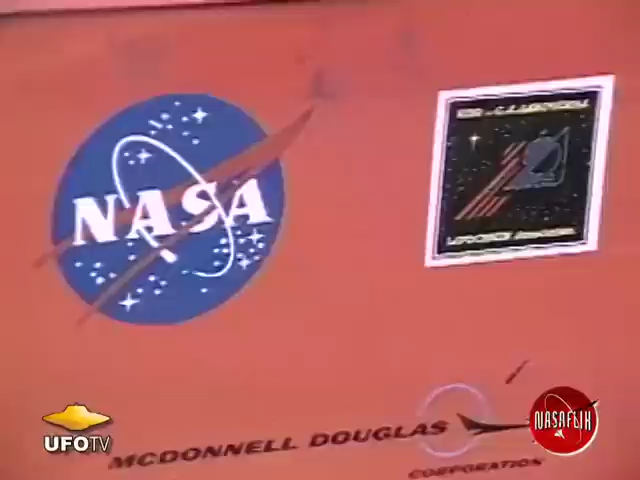 NASA
UFOTV
MCDONNELL DOUGLAS
CORPORATION
NASAFLIX